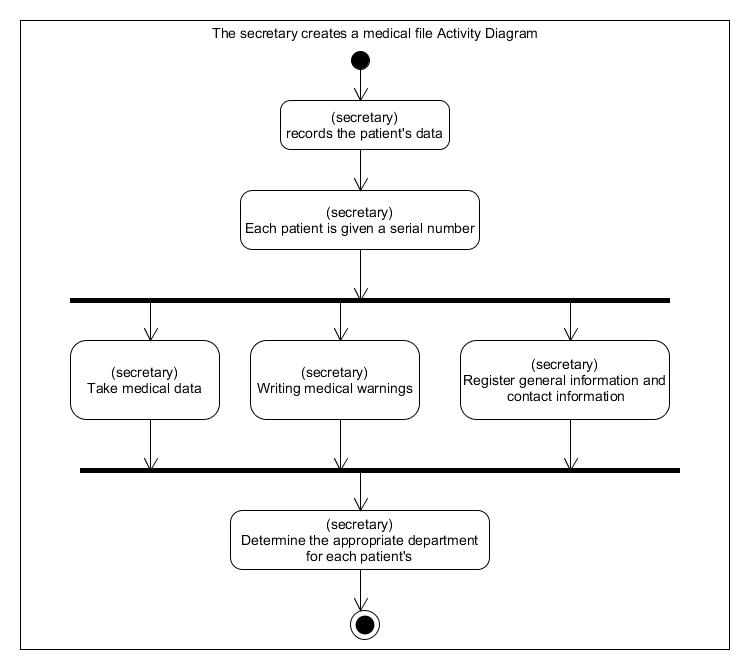 The secretary creates a medical file Activity Diagram
(secretary)
records the patient's data
(secretary)
Each patient is given a serial number
(secretary)
Take medical data
(secretary)
Writing medical warnings
(secretary)
Register general information and
contact information
(secretary)
Determine the appropriate department
for each patient's